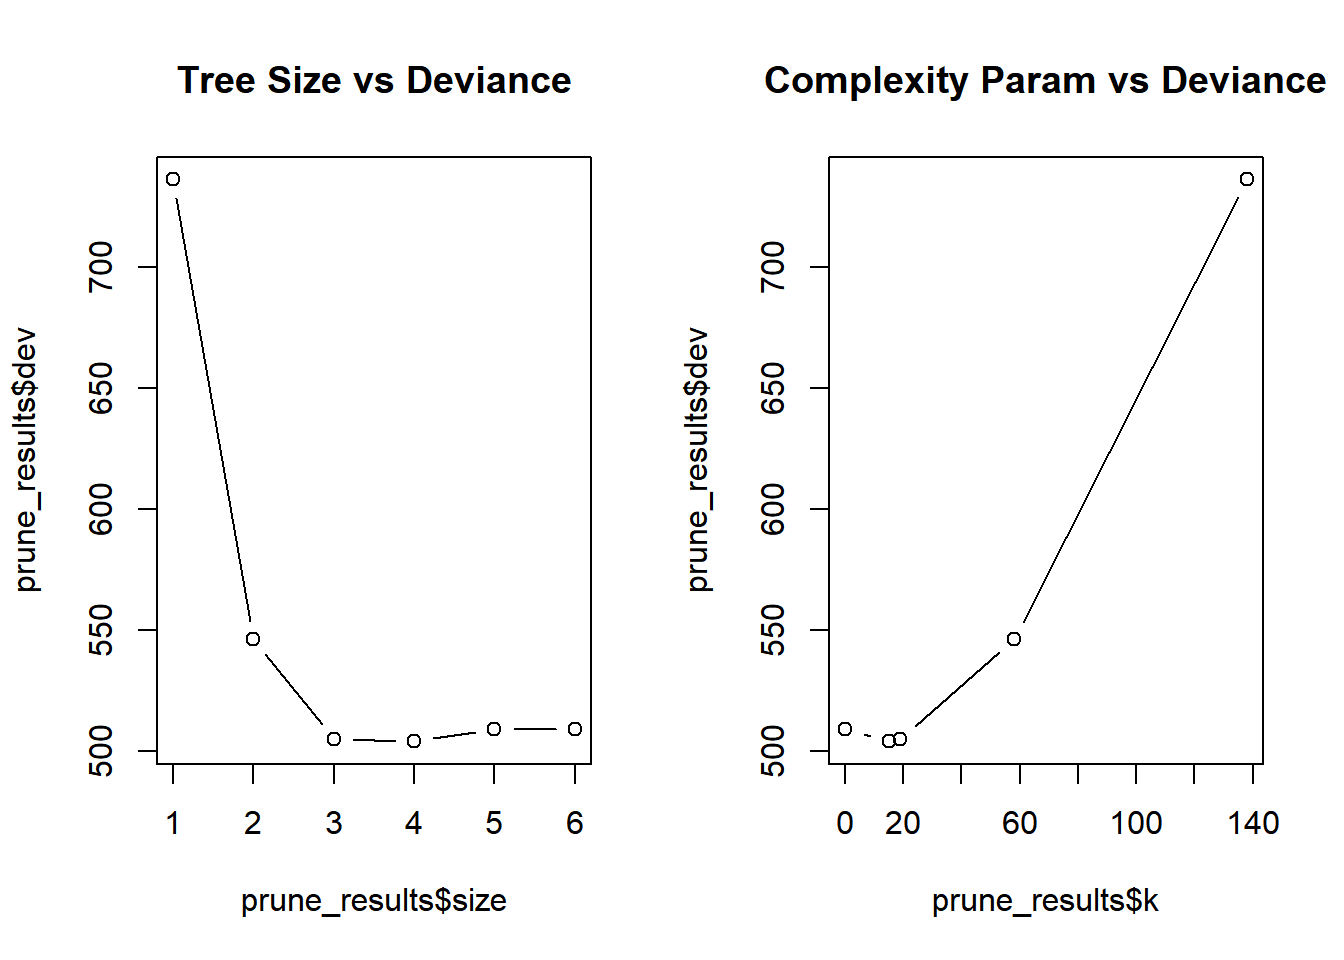 Tree Size vs Deviance
prune_results$dev
700
650
600
550
500
1 2 3 4 5 6
prune_results$size
Complexity Param vs Deviance
prune_results$dev
700
650
600
550
500
0 20 60 100 140
prune_results$k